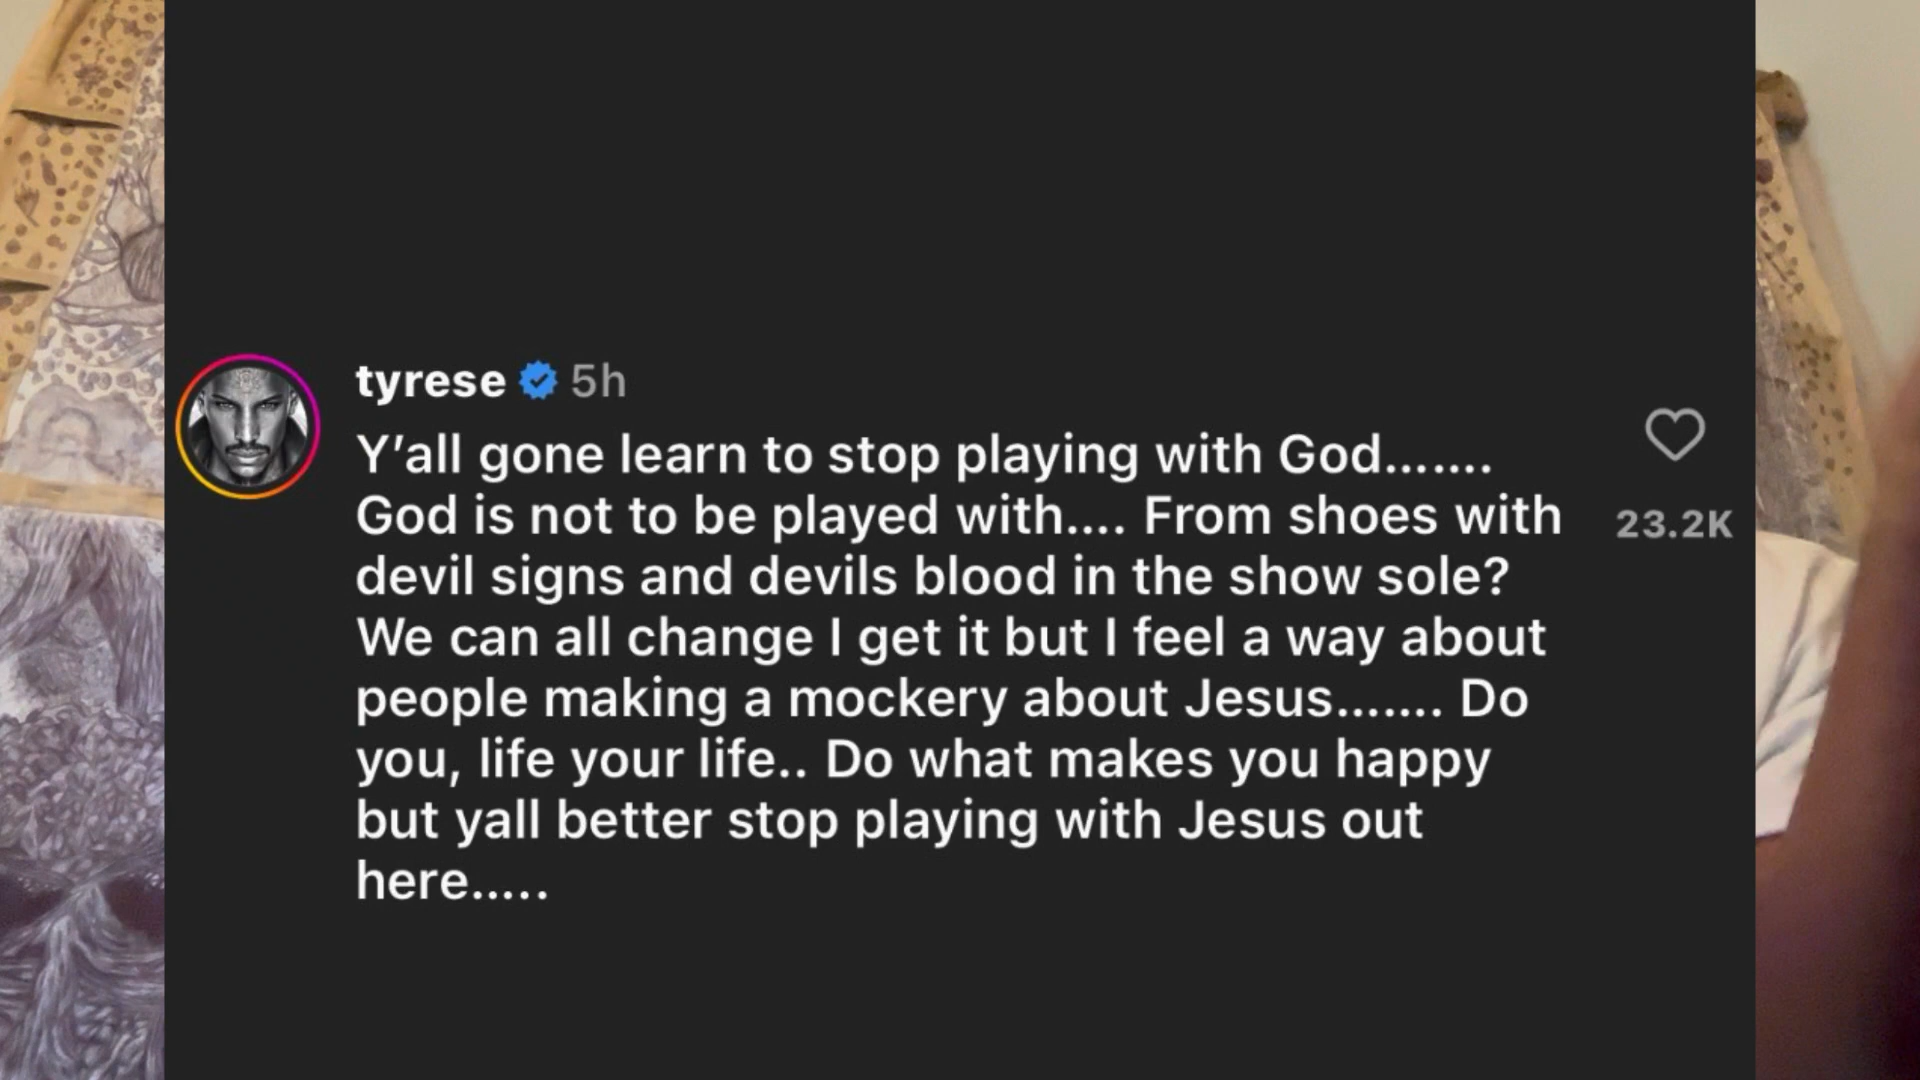 tyrese 5h
Y’all gone learn to stop playing with God.......
God is not to be played with.... From shoes with
devil signs and devils blood in the show sole?
We can all change I get it but I feel a way about
people making a mockery about Jesus....... Do
you, life your life.. Do what makes you happy
but yall better stop playing with Jesus out
here.....
23.2K